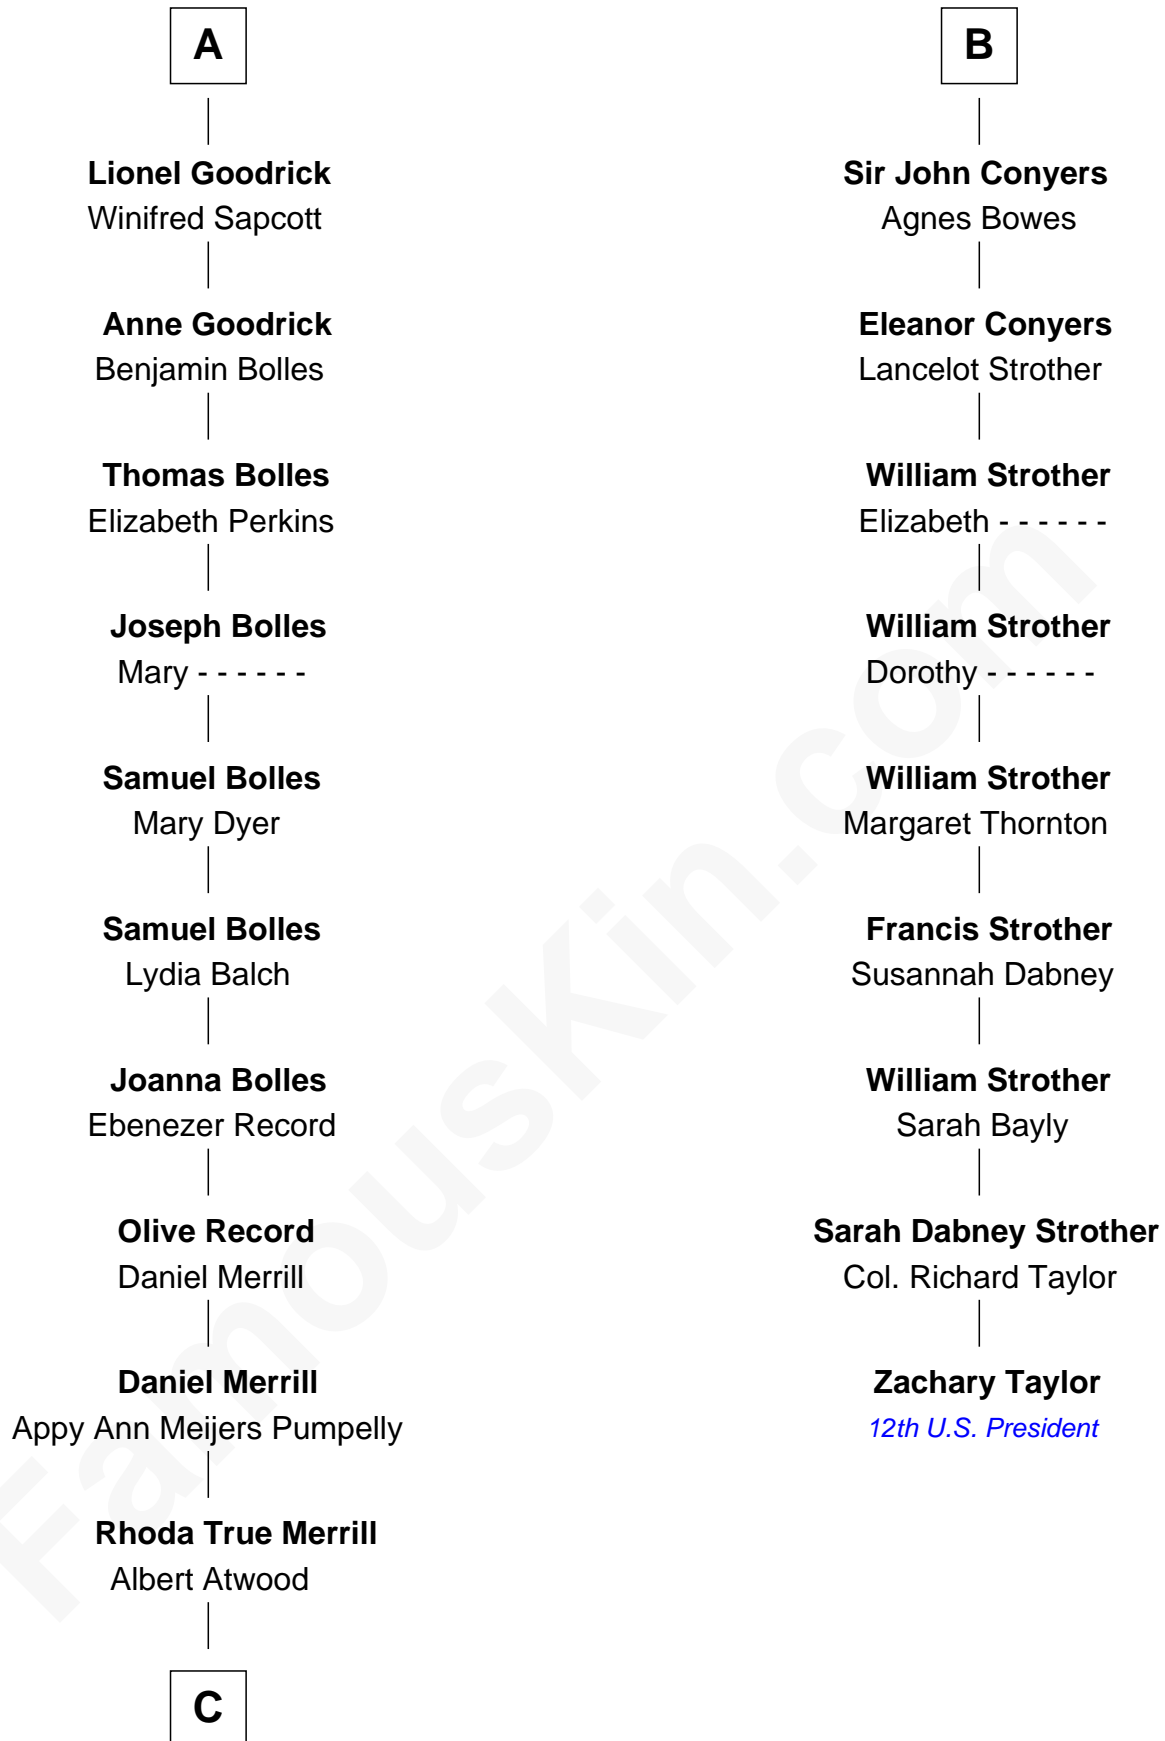 A
Lionel Goodrick
Winifred Sapcott
Anne Goodrick
Benjamin Bolles
Thomas Bolles
Elizabeth Perkins
Joseph Bolles
Mary - - - - - -
Samuel Bolles
Mary Dyer
Samuel Bolles
Lydia Balch
Joanna Bolles
Ebenezer Record
Olive Record
Daniel Merrill
Daniel Merrill
Appy Ann Meijers Pumpelly
Rhoda True Merrill
Albert Atwood
C
B
Sir John Conyers
Agnes Bowes
Eleanor Conyers
Lancelot Strother
William Strother
Elizabeth - - - - - -
William Strother
Dorothy - - - - - -
William Strother
Margaret Thornton
Francis Strother
Susannah Dabney
William Strother
Sarah Bayly
Sarah Dabney Strother
Col. Richard Taylor
Zachary Taylor
12th U.S. President
FamousKin.com